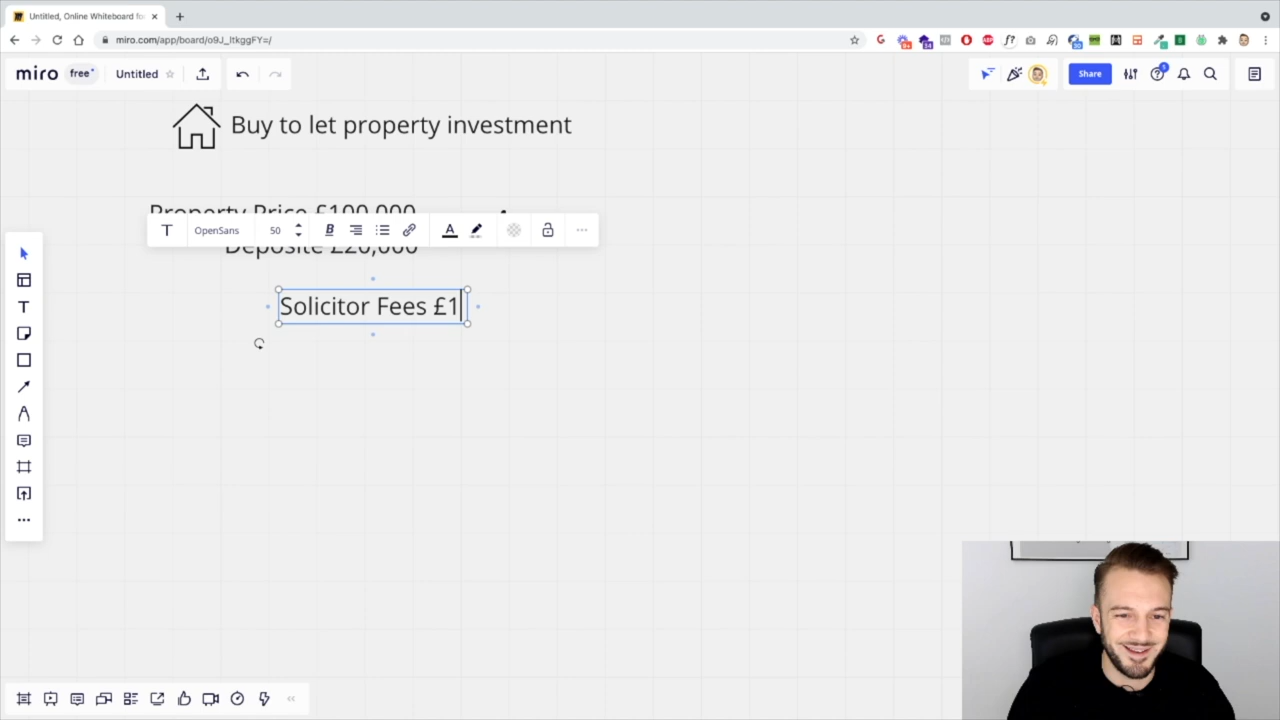 Untitled, Online Whiteboard for
miro.com/app/board/o9J_ltkggFY=/
miro free Untitled
Share
Buy to let property investment
Property Price £100,000
OpenSans 50 B A
Deposite £20,000
Solicitor Fees £1